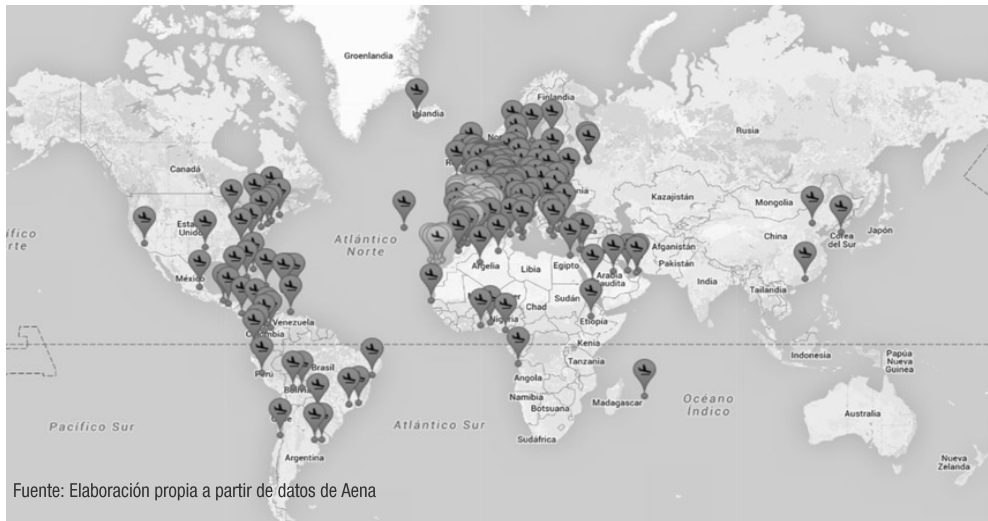 Groenlandia
Islandia
Finlandia
Rusia
Canadá
Kazajistán
Mongolia
China
Japón
Corea
del Sur
Afganistán
Pakistán
India
Tailandia
Atlántico
Norte
México
Argelia
Libia
Egipto
Arabia
Chad
Sudán
Etiopía
Venezuela
Kenia
Tanzania
Indonesia
Papúa
Nueva
Guinea
Perú
Brasil
Angola
Namibia
Botsuana
Madagascar
Océano
Índico
Australia
Pacífico Sur
Atlántico Sur
Sudáfrica
Argentina
Nueva
Zelanda
Fuente: Elaboración propia a partir de datos de Aena